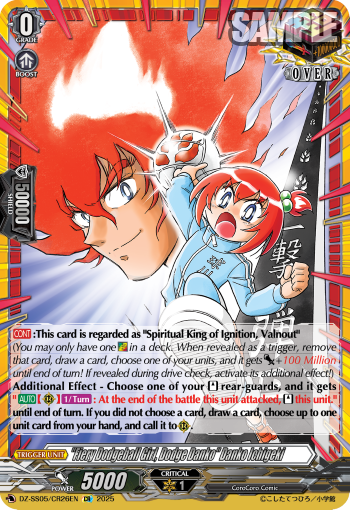 SAMPLE
0
GRADE
BOOST
OVER
50000
SHIELD
一撃
CONT:This card is regarded as "Spiritual King of Ignition, Valnout"
(You may only have one in a deck. When revealed as a trigger, remove
that card, draw a card, choose one of your units, and it gets +100 Million
until end of turn! If revealed during drive check, activate its additional effect!)
Additional Effect - Choose one of your rear-guards, and it gets
"AUTO 1/Turn : At the end of the battle this unit attacked, this unit."
until end of turn. If you did not choose a card, draw a card, choose up to one
unit card from your hand, and call it to
TRIGGER UNIT
"Fiery Dodgeball Girl, Dodge Danko" Danko Ichigeki
POWER 5000
CRITICAL
1
CoroCoro Comic
DZ-SS05/CR26EN 2025
©こしたてつひろ／小学館